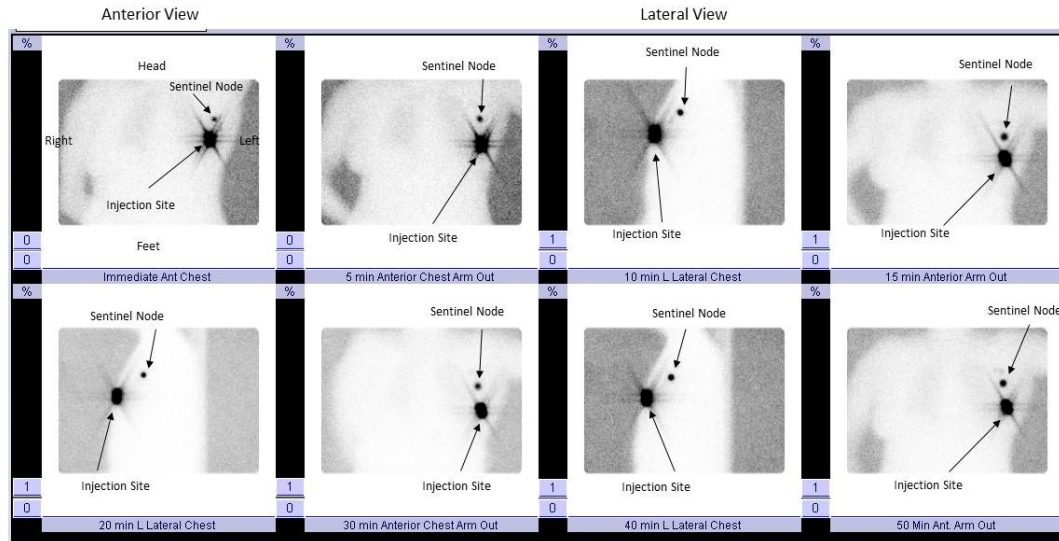 Anterior View
Lateral View
%
Head
Sentinel Node
Right
Left
Injection Site
Feet
0
0
Immediate Ant Chest
%
Sentinel Node
Injection Site
0
0
5 min Anterior Chest Arm Out
%
Sentinel Node
Injection Site
1
0
10 min L Lateral Chest
%
Sentinel Node
Injection Site
1
0
15 min Anterior Arm Out
%
Sentinel Node
Injection Site
1
0
20 min L Lateral Chest
%
Sentinel Node
Injection Site
1
0
30 min Anterior Chest Arm Out
%
Sentinel Node
Injection Site
1
0
40 min L Lateral Chest
%
Sentinel Node
Injection Site
1
0
50 Min Ant. Arm Out